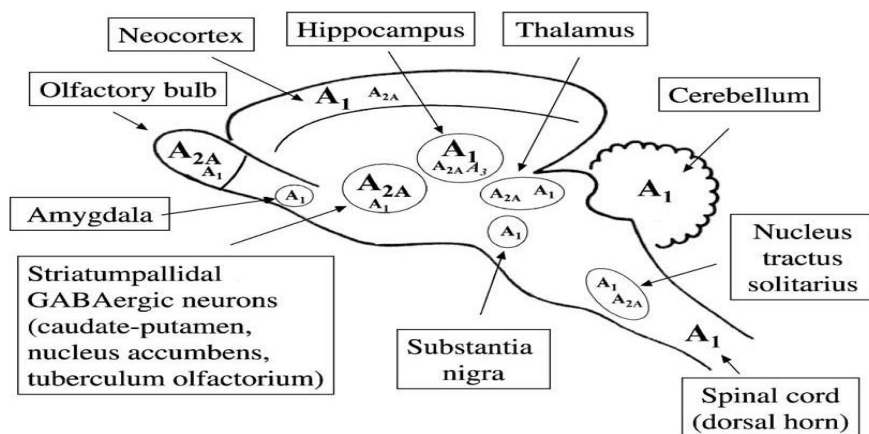 Neocortex
Hippocampus
Thalamus
Olfactory bulb
Cerebellum
A1 A2A
A2A
A1
A1
A2A A3
A1
A2A
A1
A2A A1
A1
Amygdala
A1
Nucleus
tractus
solitarius
Striatumpallidal
GABAergic neurons
(caudate-putamen,
nucleus accumbens,
tuberculum olfactorium)
A1
A2A
Substantia
nigra
A1
Spinal cord
(dorsal horn)